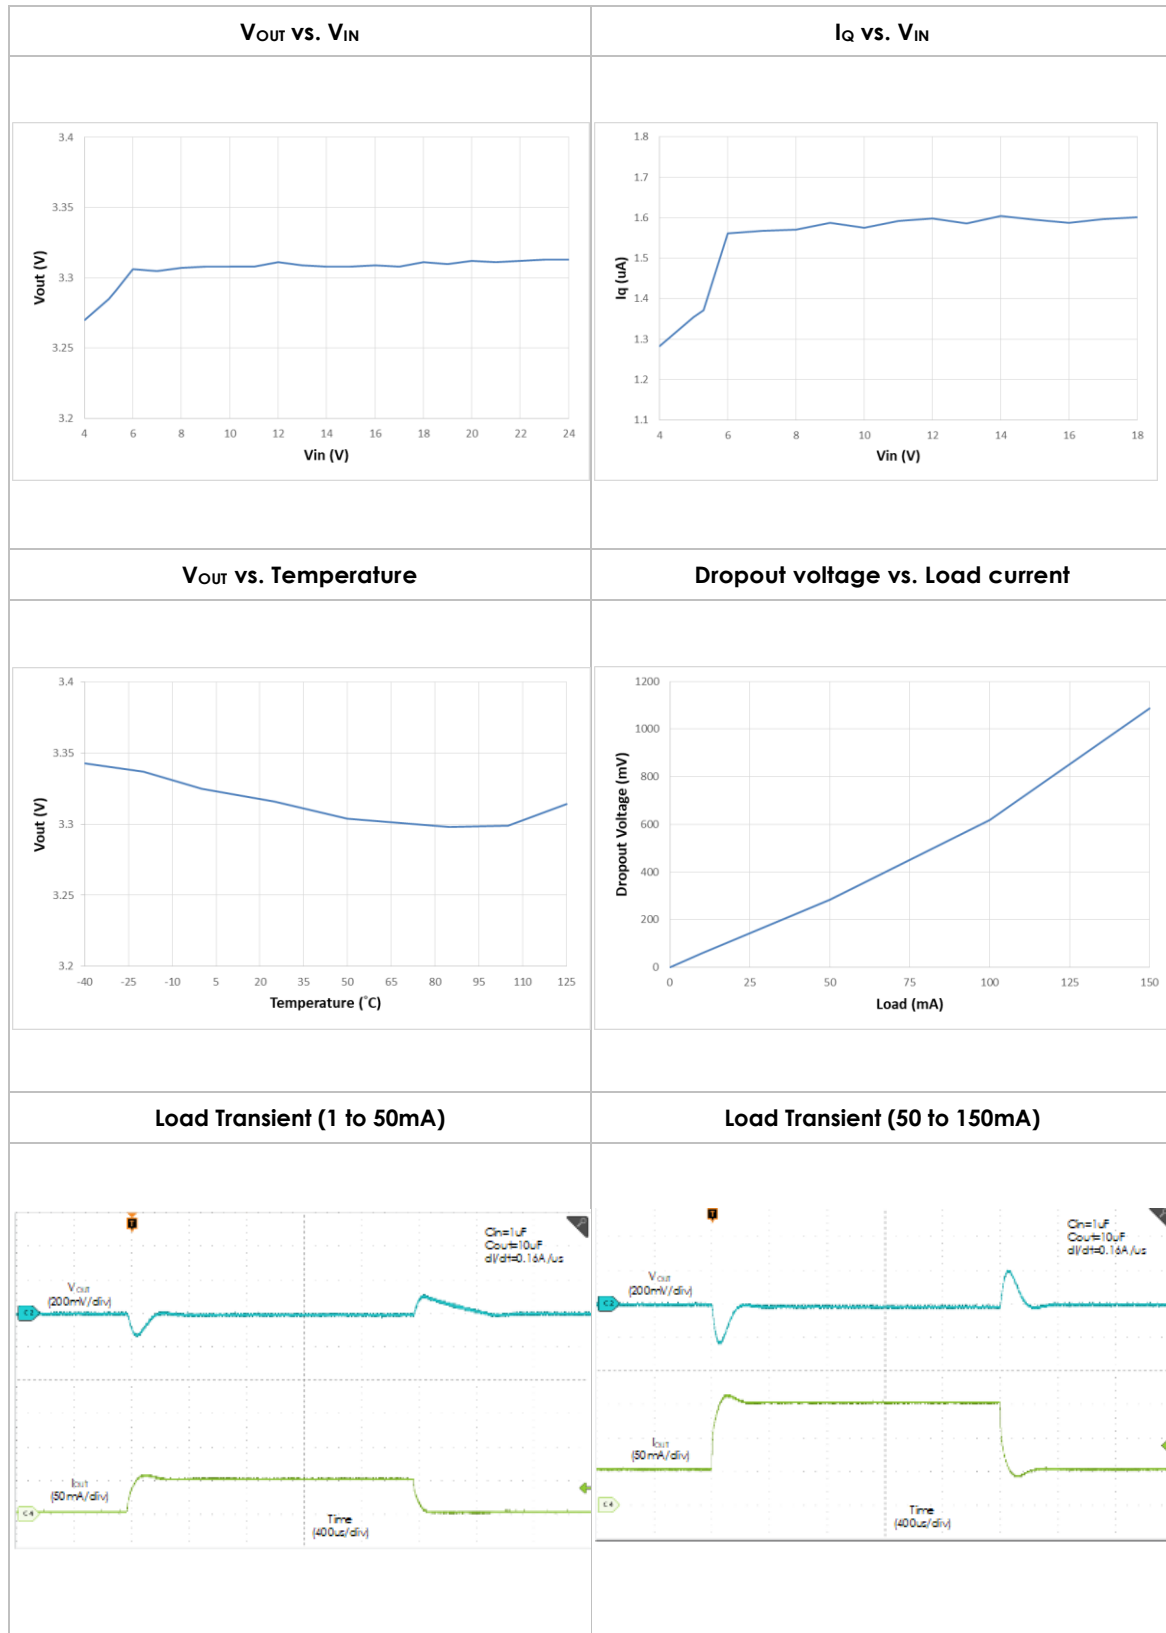 VOUT vs. VIN
IQ vs. VIN
3.4
3.35
3.3
3.25
3.2
Vout (V)
4 6 8 10 12 14 16 18 20 22 24
Vin (V)
1.8
1.7
1.6
1.5
1.4
1.3
1.2
1.1
Iq (uA)
4 6 8 10 12 14 16 18
Vin (V)
VOUT vs. Temperature
Dropout voltage vs. Load current
3.4
3.35
3.3
3.25
3.2
Vout (V)
-40 -25 -10 5 20 35 50 65 80 95 110 125
Temperature (°C)
1200
1000
800
600
400
200
0
Dropout Voltage (mV)
0 25 50 75 100 125 150
Load (mA)
Load Transient (1 to 50mA)
Load Transient (50 to 150mA)
T
Cin=1uF
Cout=10uF
dI/dt=0.16A/us
VOUT
(200mV/div)
C2
IOUT
(50mA/div)
C4
Time
(400us/div)
T
Cin=1uF
Cout=10uF
dI/dt=0.16A/us
VOUT
(200mV/div)
C2
IOUT
(50mA/div)
C4
Time
(400us/div)